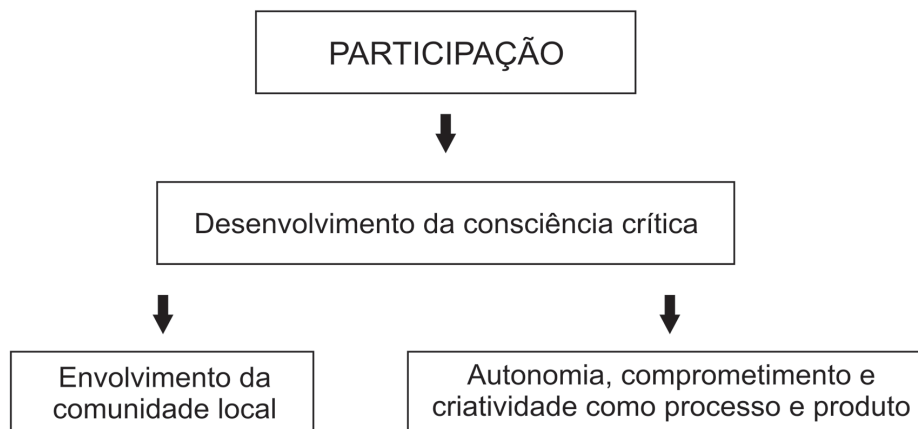 PARTICIPAÇÃO
Desenvolvimento da consciência crítica
Envolvimento da
comunidade local
Autonomia, comprometimento e
criatividade como processo e produto